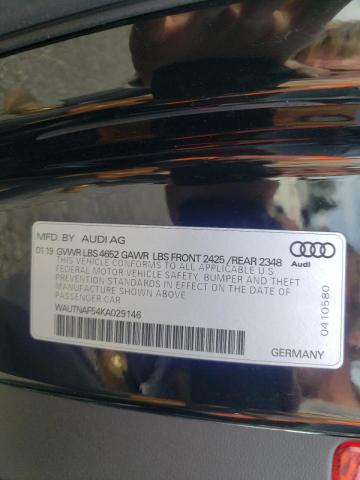 MFD. BY AUDI AG
01 19 GVWR LBS 4652 GAWR LBS FRONT 2425 / REAR 2348
THIS VEHICLE CONFORMS TO ALL APPLICABLE U.S.
FEDERAL MOTOR VEHICLE SAFETY, BUMPER AND THEFT
PREVENTION STANDARDS IN EFFECT ON THE DATE OF
MANUFACTURE SHOWN ABOVE.
PASSENGER CAR
WAUTNAF54KA029146
Audi
0410580
GERMANY